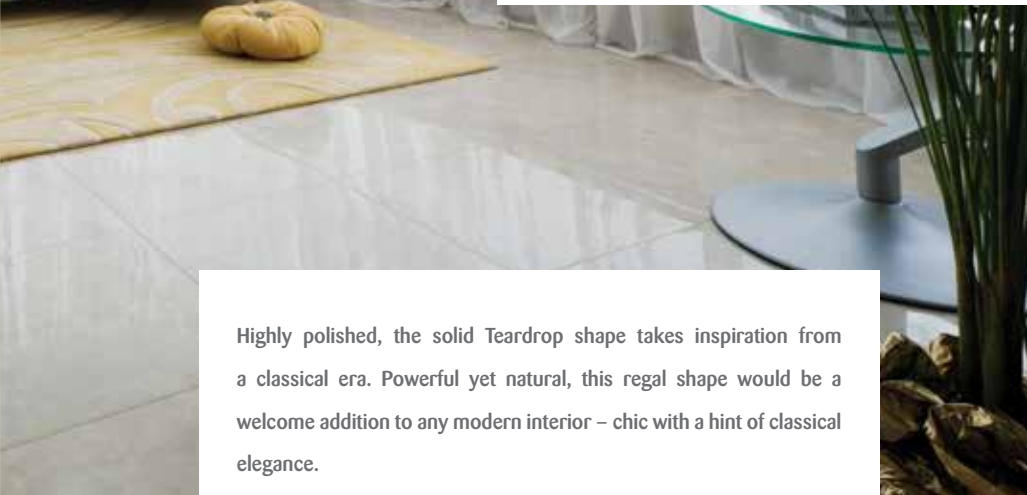 Highly polished, the solid Teardrop shape takes inspiration from
a classical era. Powerful yet natural, this regal shape would be a
welcome addition to any modern interior – chic with a hint of classical
elegance.